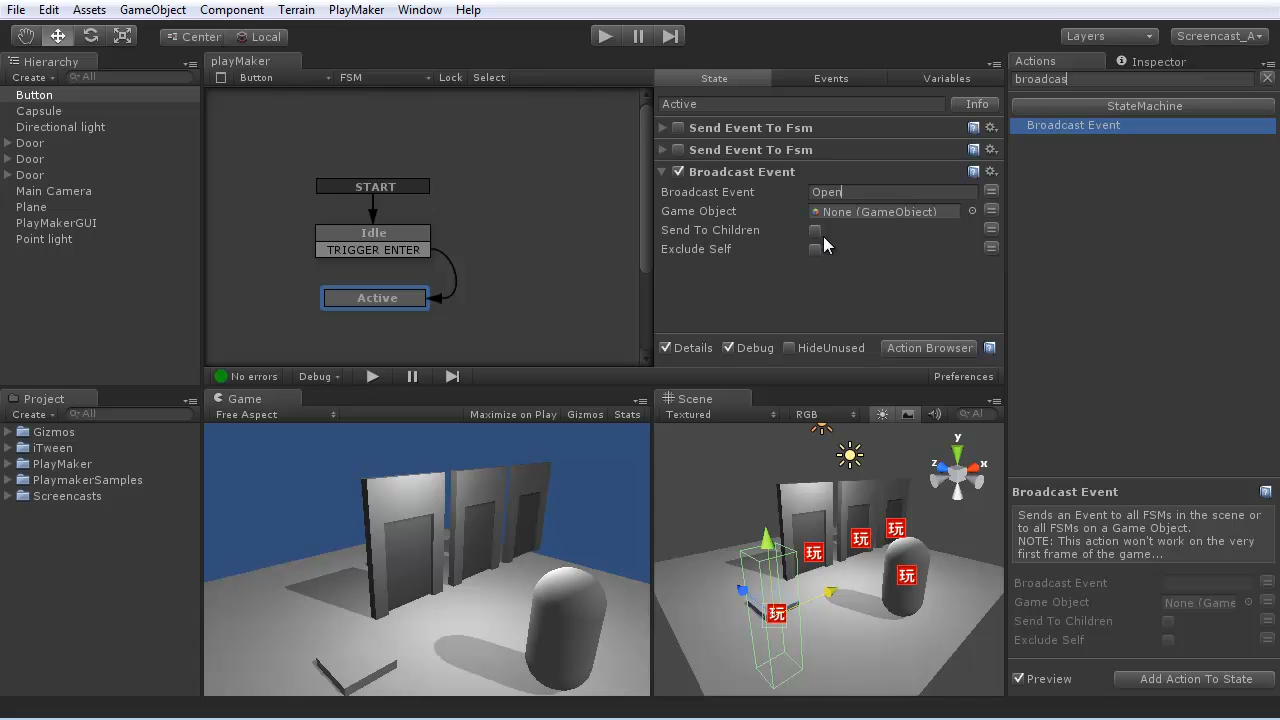 File Edit Assets GameObject Component Terrain PlayMaker Window Help
Center Local Layers Screencast_A
Hierarchy
Create All
Button
Capsule
Directional light
Door
Door
Door
Main Camera
Plane
PlayMakerGUI
Point light
playMaker
Button FSM Lock Select
START
Idle
TRIGGER ENTER
Active
No errors Debug Preferences
State Events Variables
Active Info
Send Event To Fsm
Send Event To Fsm
Broadcast Event
Broadcast Event Open
Game Object None (GameObject)
Send To Children
Exclude Self
Details Debug HideUnused Action Browser
Actions Inspector
broadcas
StateMachine
Broadcast Event
Project
Create All
Gizmos
iTween
PlayMaker
PlaymakerSamples
Screencasts
Game
Free Aspect Maximize on Play Gizmos Stats
Scene
Textured RGB Al
y
z x
玩
玩
玩
玩
玩
Broadcast Event
Sends an Event to all FSMs in the scene or
to all FSMs on a Game Object.
NOTE: This action won't work on the very
first frame of the game...
Broadcast Event
Game Object None (Game
Send To Children
Exclude Self
Preview Add Action To State